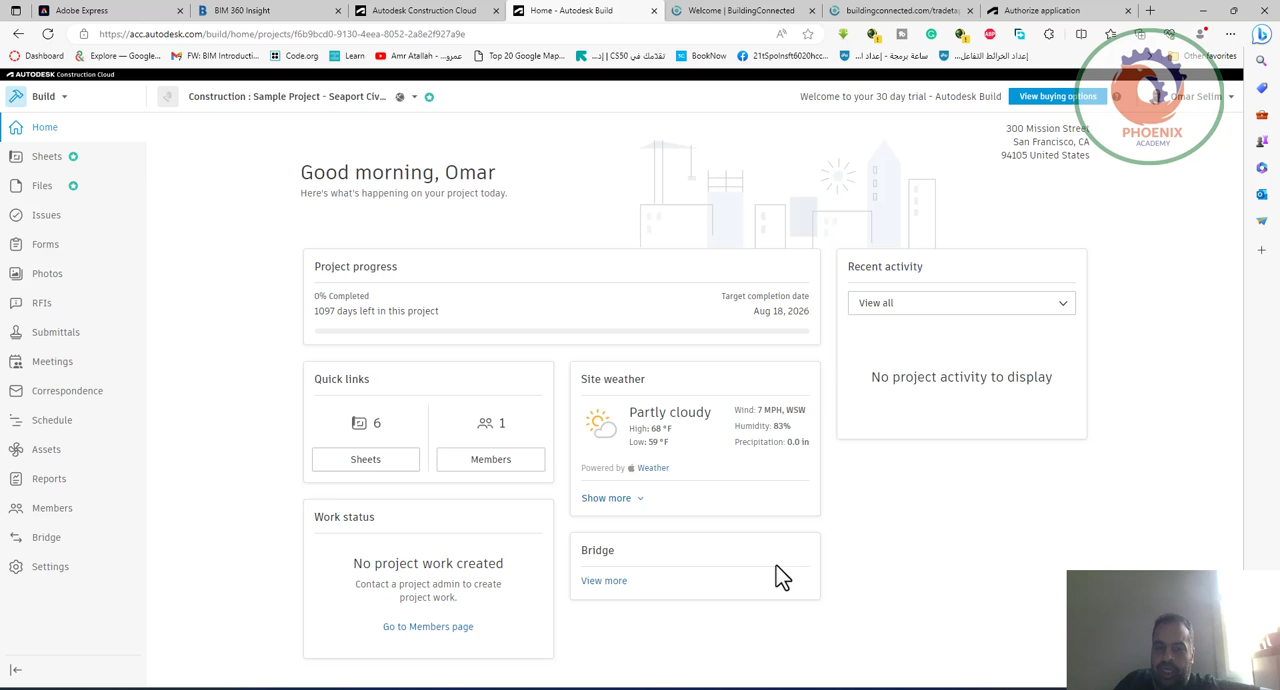 Adobe Express
BIM 360 Insight
Autodesk Construction Cloud
Home - Autodesk Build
Welcome | BuildingConnected
buildingconnected.com/tradetap
Authorize application
https://acc.autodesk.com/build/home/projects/f6b9bcd0-9130-4eea-8052-2a8e2f927a9e
Dashboard
Explore — Google...
FW: BIM Introducti...
Code.org
Learn
Amr Atallah - عمرو...
Top 20 Google Map...
تقدّمك في CS50 | إد...
BookNow
21st Polnsft6020hcc...
ساعة برمجة - إعداد ا...
إعداد الخرائط التفاعل...
Other favorites
AUTODESK Construction Cloud
Build
Construction : Sample Project - Seaport Civ...
Welcome to your 30 day trial - Autodesk Build
View buying options
Omar Selim
PHOENIX
ACADEMY
Home
Sheets
Files
Issues
Forms
Photos
RFIs
Submittals
Meetings
Correspondence
Schedule
Assets
Reports
Members
Bridge
Settings
300 Mission Street
San Francisco, CA
94105 United States
Good morning, Omar
Here's what's happening on your project today.
Project progress
0% Completed
1097 days left in this project
Target completion date
Aug 18, 2026
Recent activity
View all
No project activity to display
Quick links
6
1
Sheets
Members
Site weather
Partly cloudy
High: 68 °F
Low: 59 °F
Wind: 7 MPH, WSW
Humidity: 83%
Precipitation: 0.0 in
Powered by Weather
Show more
Work status
No project work created
Contact a project admin to create
project work.
Go to Members page
Bridge
View more